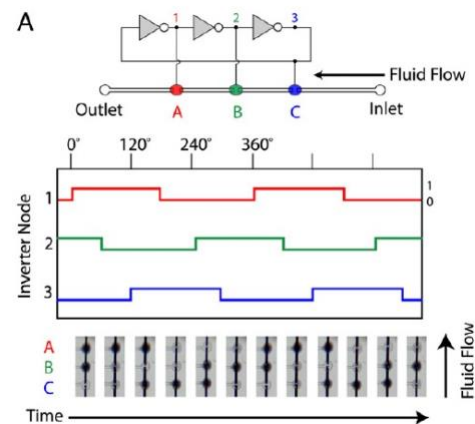 A
1 2 3
Fluid Flow
Outlet A B C Inlet
0° 120° 240° 360°
Inverter Node
1
1
0
2
3
A
B
C
Fluid Flow
Time